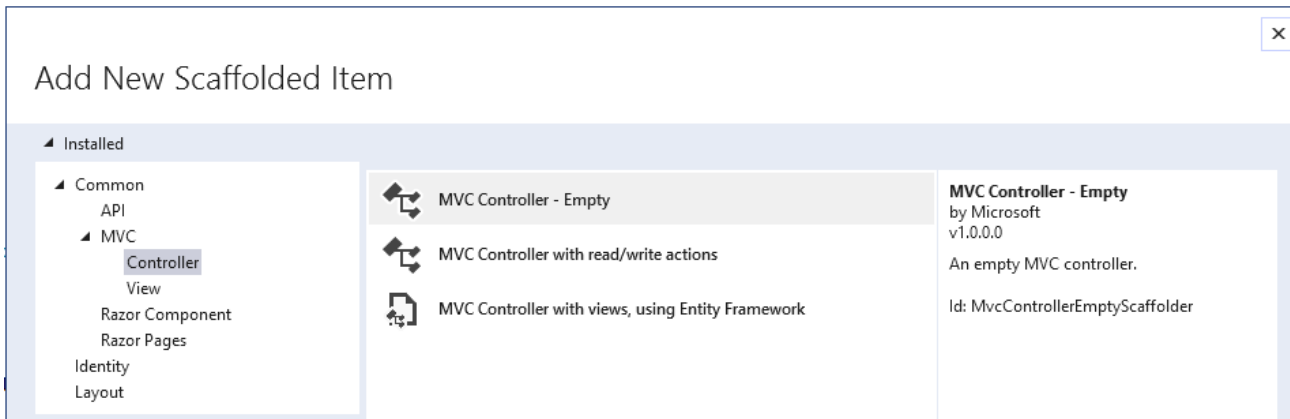 Add New Scaffolded Item
Installed
Common
API
MVC
Controller
View
Razor Component
Razor Pages
Identity
Layout
MVC Controller - Empty
MVC Controller with read/write actions
MVC Controller with views, using Entity Framework
MVC Controller - Empty
by Microsoft
v1.0.0.0
An empty MVC controller.
Id: MvcControllerEmptyScaffolder